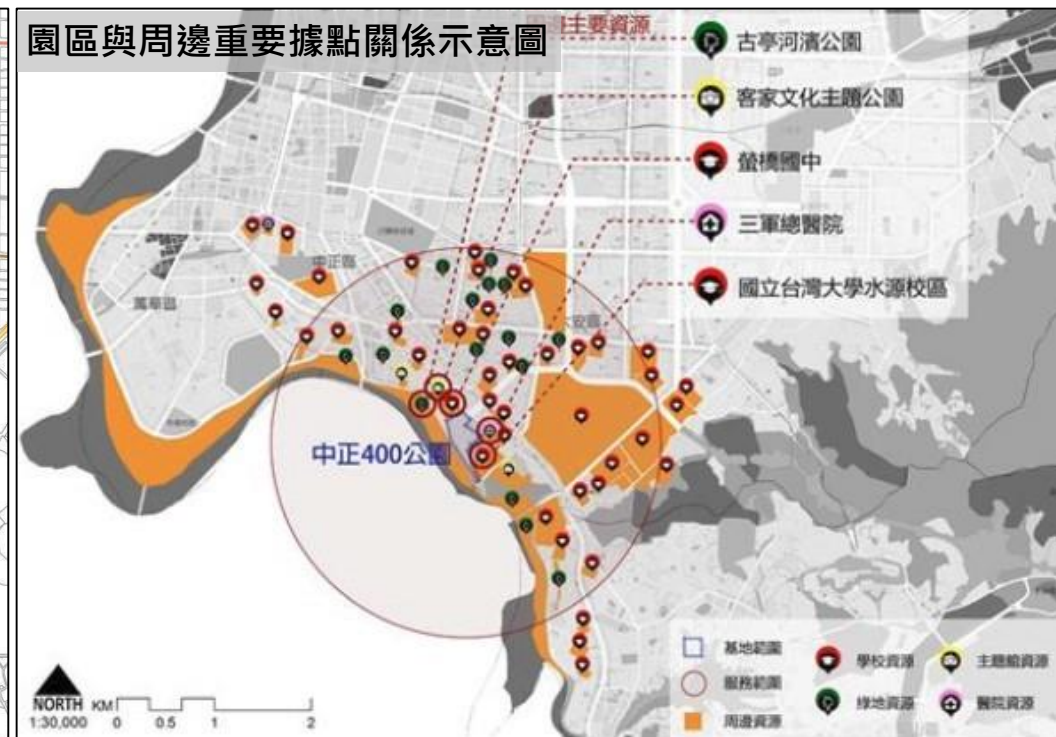 園區與周邊重要據點關係示意圖
主要資源
古亭河濱公園
客家文化主題公園
螢橋國中
三軍總醫院
國立台灣大學水源校區
中正區
萬華區
大安區
中正400公園
基地範圍
服務範圍
周邊資源
學校資源
主題館資源
綠地資源
醫院資源
NORTH
KM
1:30,000
0 0.5 1 2